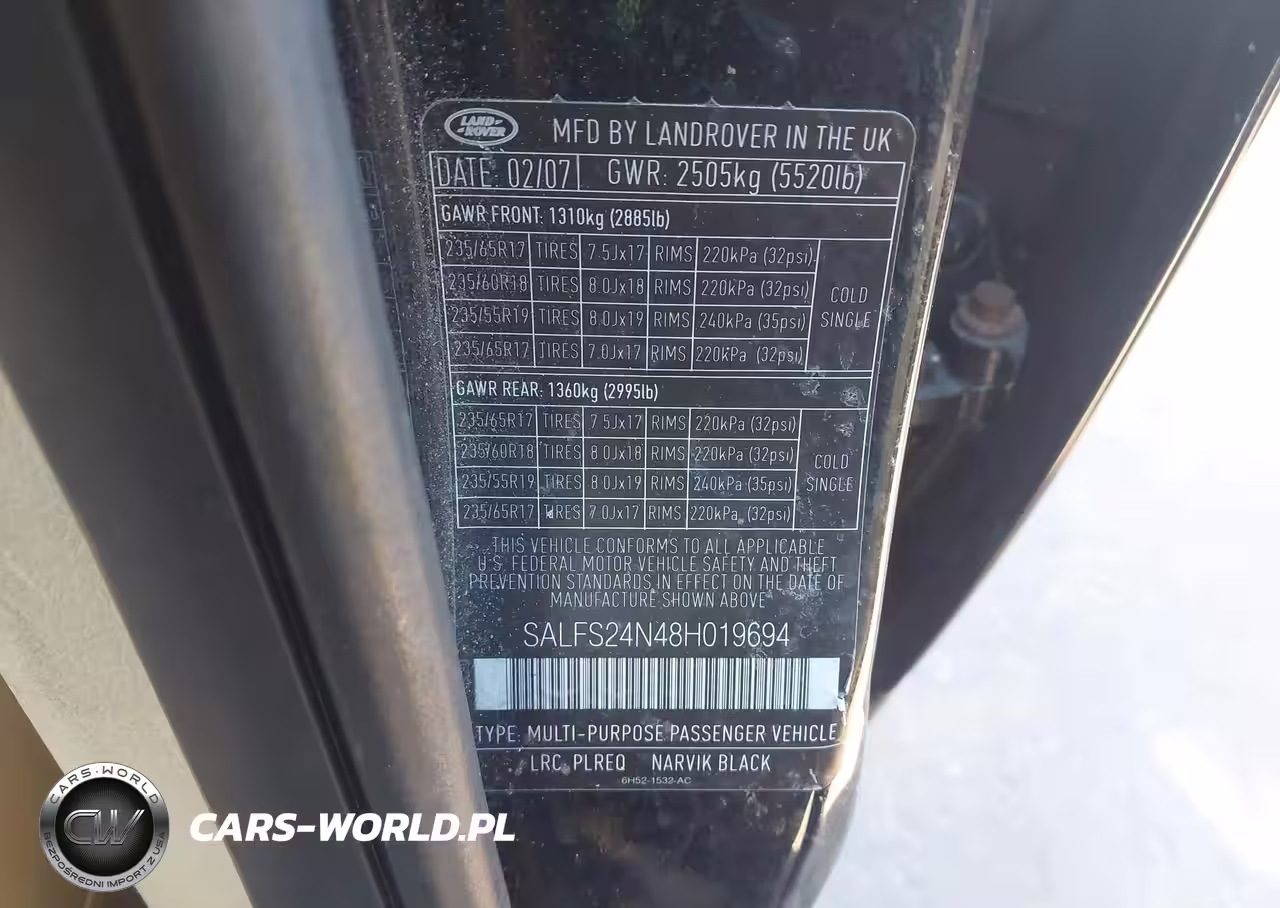 LAND-
-ROVER
MFD BY LANDROVER IN THE UK
DATE: 02/07 GWR: 2505kg (5520lb)
GAWR FRONT: 1310kg (2885lb)
235/65R17 TIRES 7.5Jx17 RIMS 220kPa (32psi)
235/60R18 TIRES 8.0Jx18 RIMS 220kPa (32psi)
235/55R19 TIRES 8.0Jx19 RIMS 240kPa (35psi)
235/65R17 TIRES 7.0Jx17 RIMS 220kPa (32psi)
COLD
SINGLE
GAWR REAR: 1360kg (2995lb)
235/65R17 TIRES 7.5Jx17 RIMS 220kPa (32psi)
235/60R18 TIRES 8.0Jx18 RIMS 220kPa (32psi)
235/55R19 TIRES 8.0Jx19 RIMS 240kPa (35psi)
235/65R17 TIRES 7.0Jx17 RIMS 220kPa (32psi)
COLD
SINGLE
THIS VEHICLE CONFORMS TO ALL APPLICABLE
U.S. FEDERAL MOTOR VEHICLE SAFETY AND THEFT
PREVENTION STANDARDS IN EFFECT ON THE DATE OF
MANUFACTURE SHOWN ABOVE
SALFS24N48H019694
TYPE: MULTI-PURPOSE PASSENGER VEHICLE
LRC PLREQ NARVIK BLACK
6H52-1532-AC
CARS-WORLD
CW
BEZPOŚREDNI IMPORT Z USA
CARS-WORLD.PL